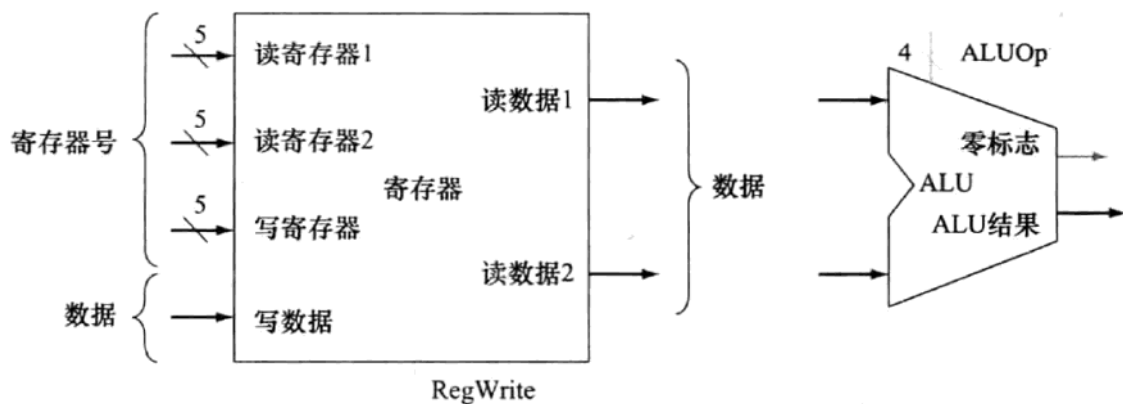 5
读寄存器1
读数据1
5
读寄存器2
寄存器号
寄存器
5
写寄存器
读数据2
数据
写数据
RegWrite
数据
4 ALUOp
零标志
ALU
ALU结果